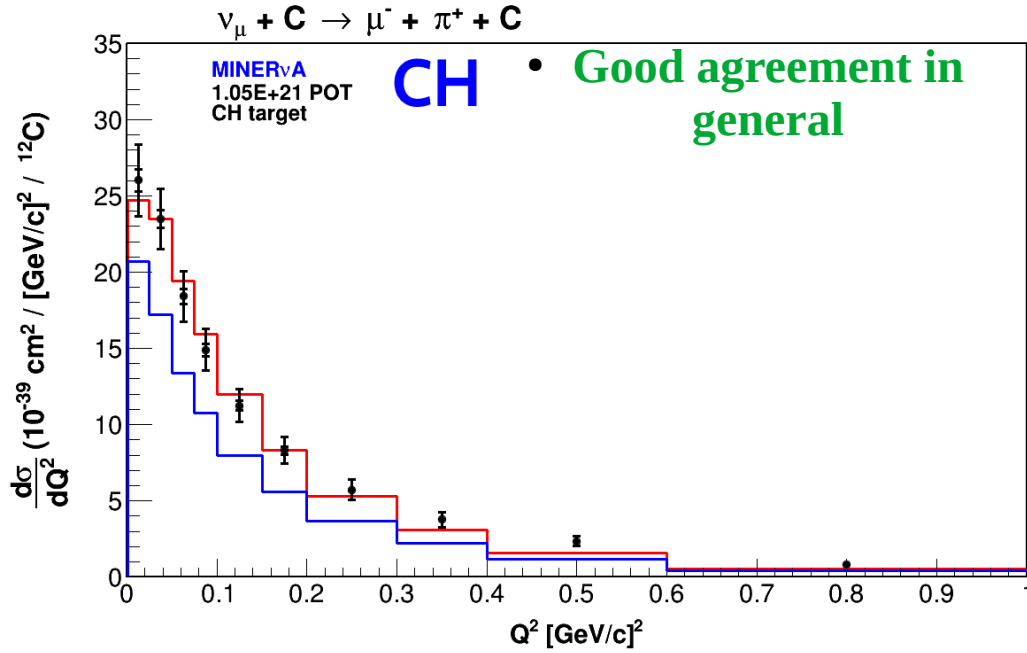 νμ + C → μ- + π+ + C
MINERνA
1.05E+21 POT
CH target
CH
• Good agreement in
general
dσ/dQ² (10⁻³⁹ cm² / [GeV/c]² / ¹²C)
35
30
25
20
15
10
5
0
0 0.1 0.2 0.3 0.4 0.5 0.6 0.7 0.8 0.9 1
Q² [GeV/c]²